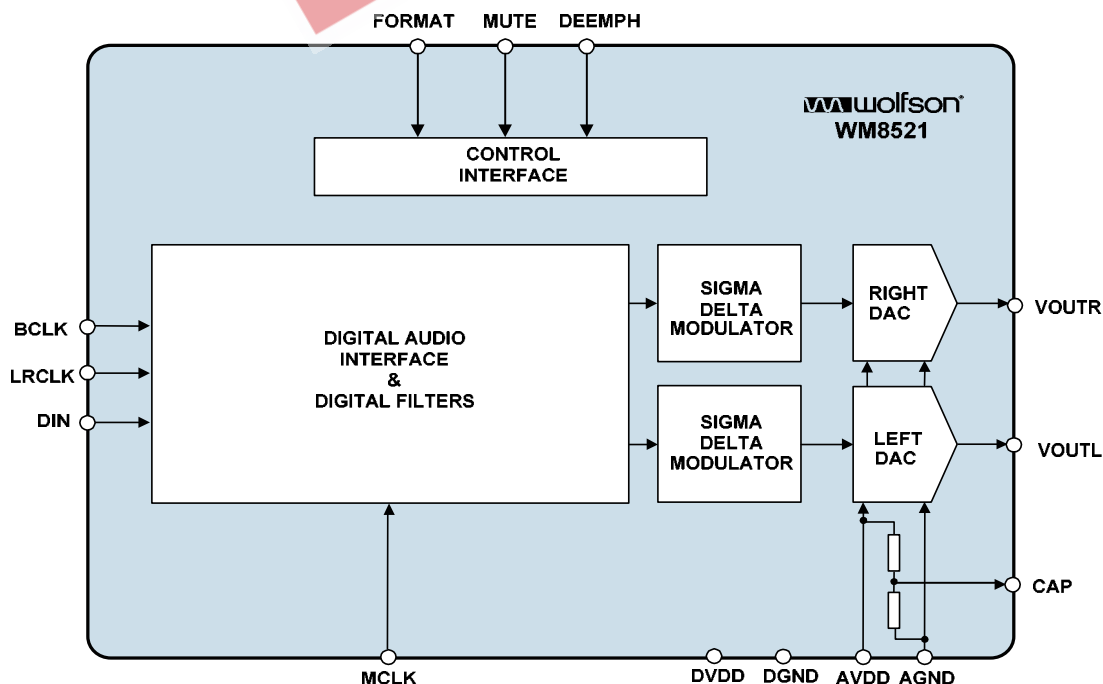 FORMAT MUTE DEEMPH
wolfson®
WM8521
CONTROL
INTERFACE
SIGMA
DELTA
MODULATOR
RIGHT
DAC
BCLK
LRCLK
DIN
DIGITAL AUDIO
INTERFACE
&
DIGITAL FILTERS
VOUTR
SIGMA
DELTA
MODULATOR
LEFT
DAC
VOUTL
CAP
MCLK DVDD DGND AVDD AGND